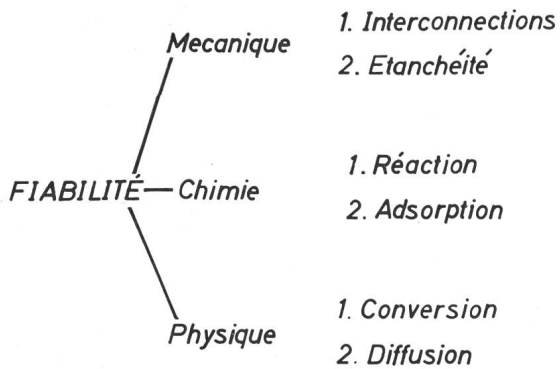 Mecanique
1. Interconnections
2. Etanchéité
FIABILITÉ
Chimie
1. Réaction
2. Adsorption
Physique
1. Conversion
2. Diffusion